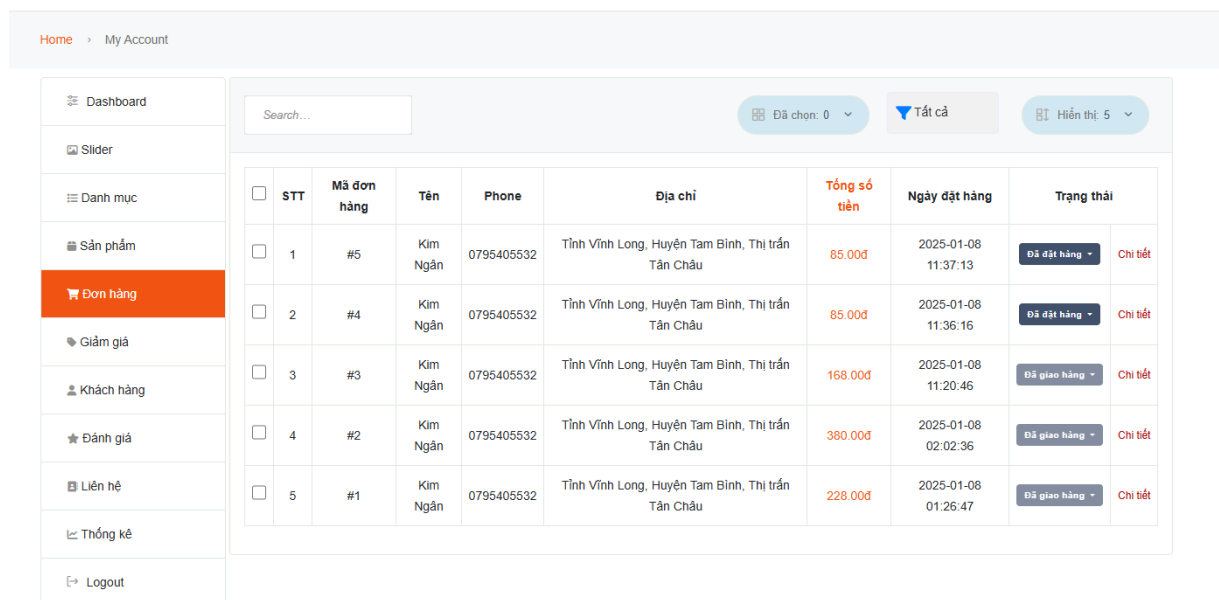 Home › My Account
Dashboard
Slider
Danh mục
Sản phẩm
Đơn hàng
Giảm giá
Khách hàng
Đánh giá
Liên hệ
Thống kê
Logout
Search...
Đã chọn: 0
Tất cả
Hiển thị: 5
STT
Mã đơn
hàng
Tên
Phone
Địa chỉ
Tổng số
tiền
Ngày đặt hàng
Trạng thái
1
#5
Kim
Ngân
0795405532
Tỉnh Vĩnh Long, Huyện Tam Bình, Thị trấn
Tân Châu
85.00đ
2025-01-08
11:37:13
Đã đặt hàng
Chi tiết
2
#4
Kim
Ngân
0795405532
Tỉnh Vĩnh Long, Huyện Tam Bình, Thị trấn
Tân Châu
85.00đ
2025-01-08
11:36:16
Đã đặt hàng
Chi tiết
3
#3
Kim
Ngân
0795405532
Tỉnh Vĩnh Long, Huyện Tam Bình, Thị trấn
Tân Châu
168.00đ
2025-01-08
11:20:46
Đã giao hàng
Chi tiết
4
#2
Kim
Ngân
0795405532
Tỉnh Vĩnh Long, Huyện Tam Bình, Thị trấn
Tân Châu
380.00đ
2025-01-08
02:02:36
Đã giao hàng
Chi tiết
5
#1
Kim
Ngân
0795405532
Tỉnh Vĩnh Long, Huyện Tam Bình, Thị trấn
Tân Châu
228.00đ
2025-01-08
01:26:47
Đã giao hàng
Chi tiết